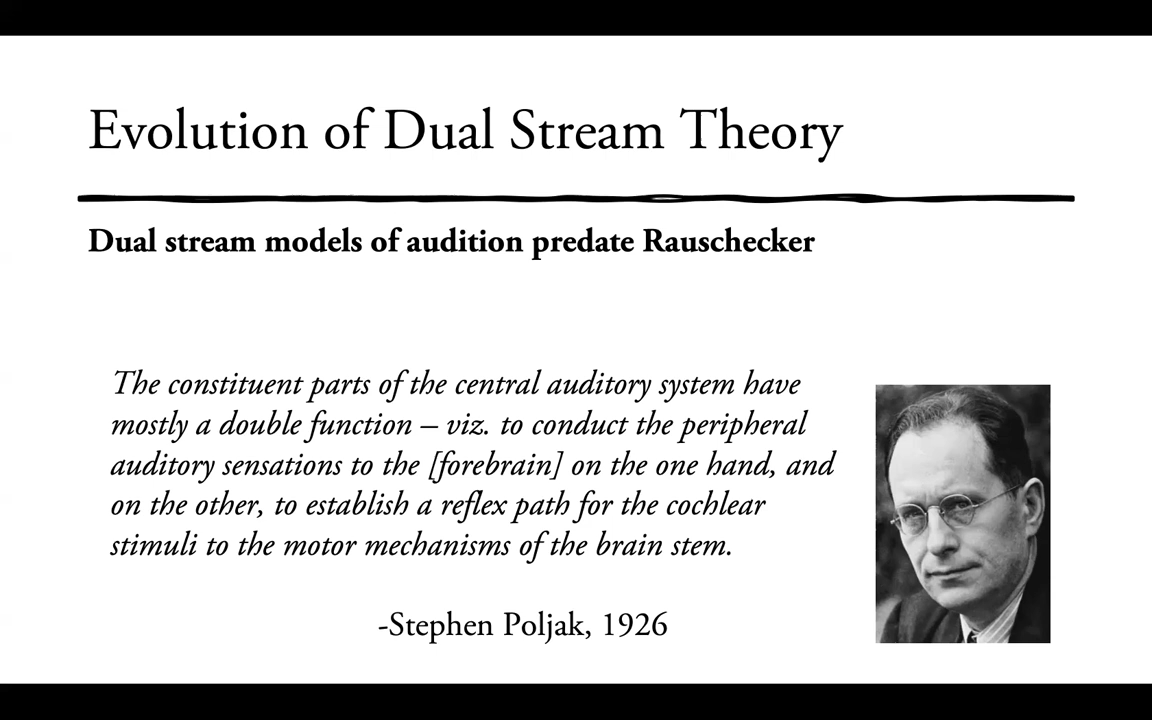 Evolution of Dual Stream Theory
Dual stream models of audition predate Rauschecker
The constituent parts of the central auditory system have
mostly a double function – viz. to conduct the peripheral
auditory sensations to the [forebrain] on the one hand, and
on the other, to establish a reflex path for the cochlear
stimuli to the motor mechanisms of the brain stem.
-Stephen Poljak, 1926